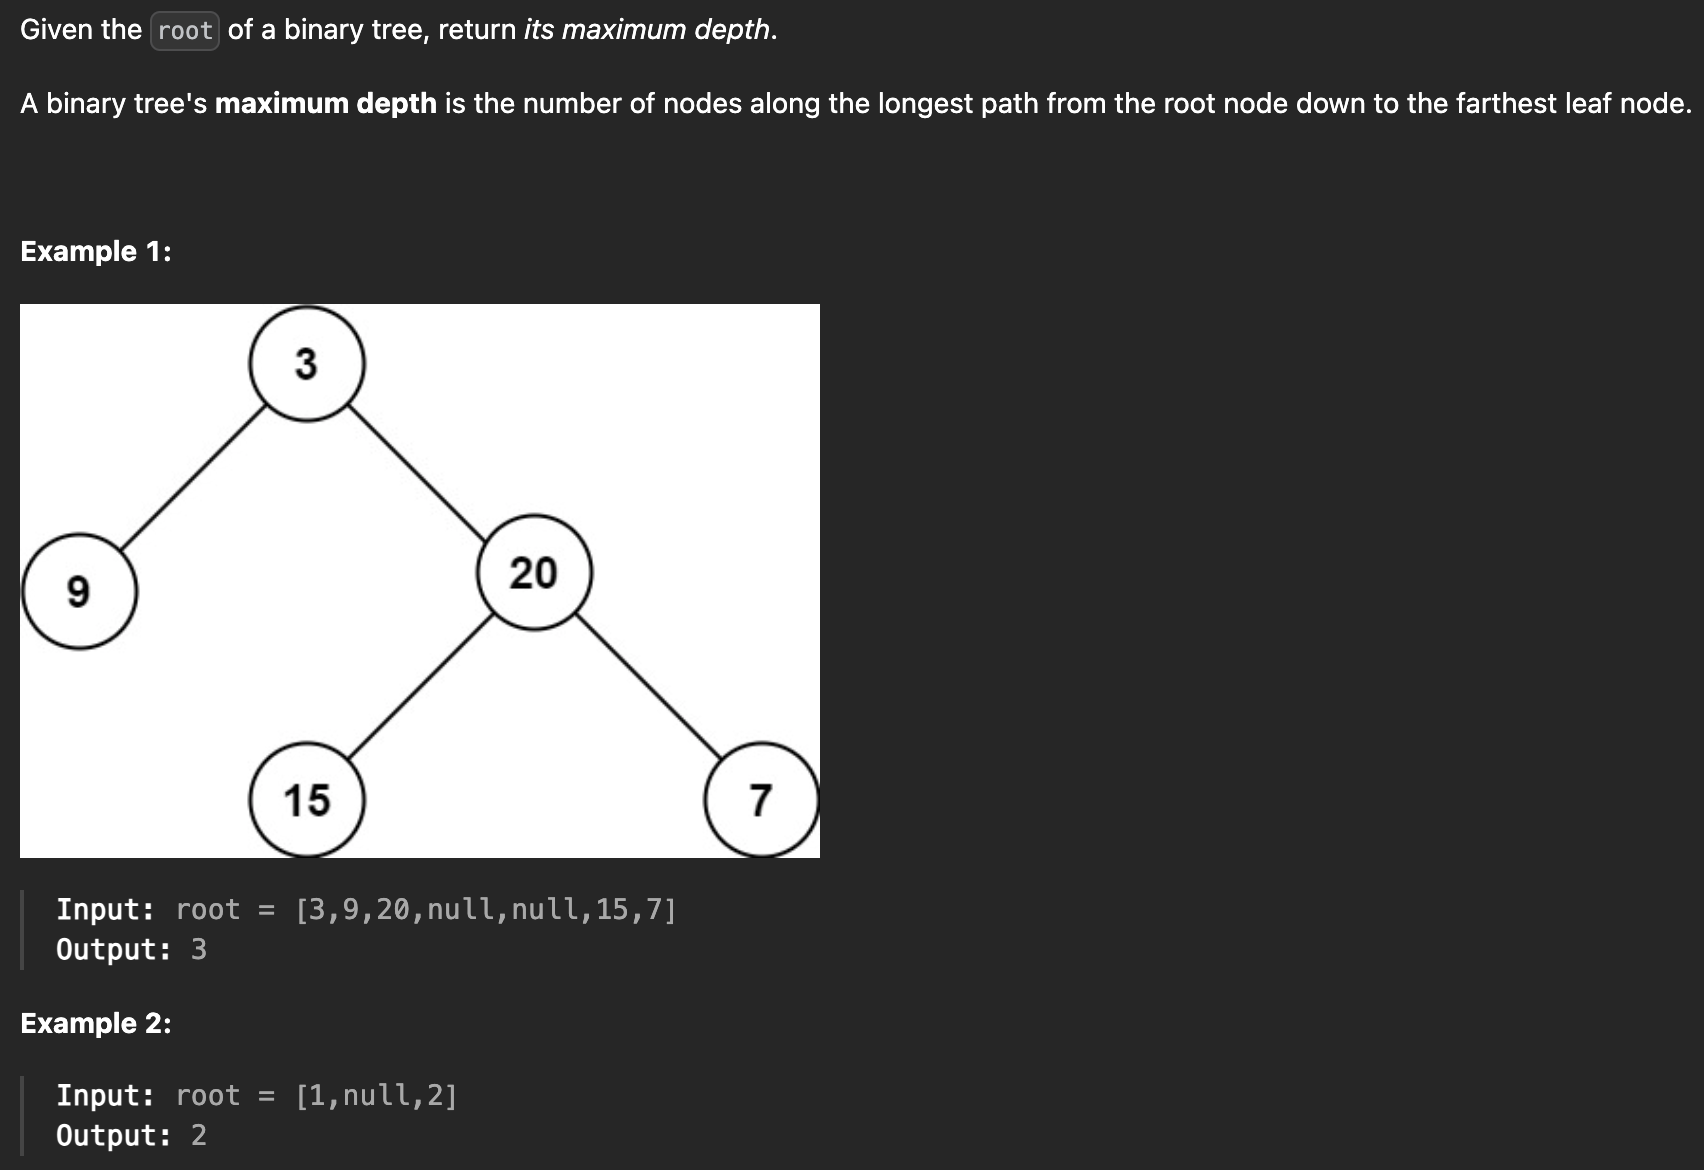 Given the root of a binary tree, return its maximum depth.
A binary tree's maximum depth is the number of nodes along the longest path from the root node down to the farthest leaf node.
Example 1:
3
9
20
15
7
Input: root = [3,9,20,null,null,15,7]
Output: 3
Example 2:
Input: root = [1,null,2]
Output: 2